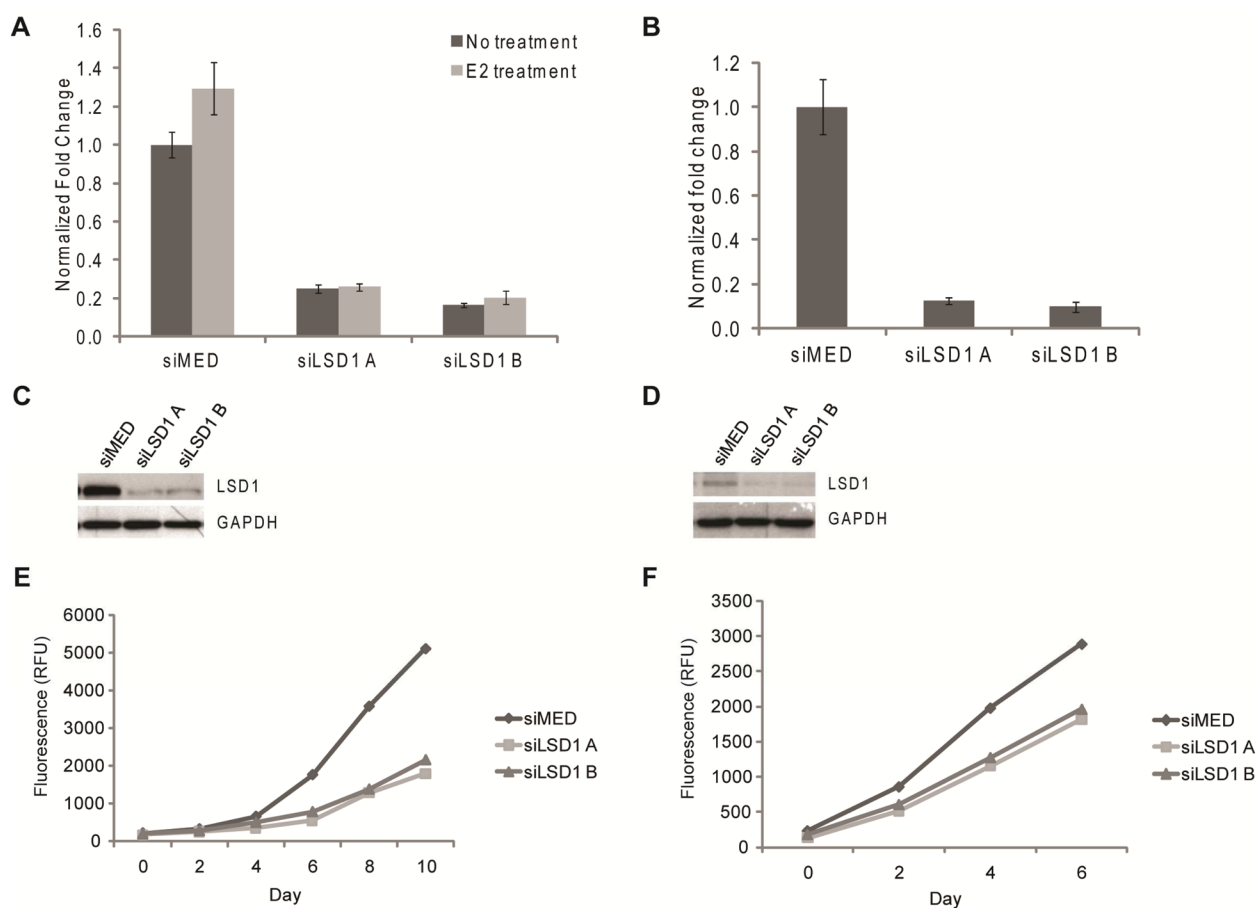 A
Normalized Fold Change
1.6
1.4
1.2
1.0
0.8
0.6
0.4
0.2
0.0
No treatment
E2 treatment
siMED
siLSD1 A
siLSD1 B
B
Normalized fold change
1.2
1.0
0.8
0.6
0.4
0.2
0.0
siMED
siLSD1 A
siLSD1 B
C
siMED
siLSD1 A
siLSD1 B
LSD1
GAPDH
D
siMED
siLSD1 A
siLSD1 B
LSD1
GAPDH
E
Fluorescence (RFU)
6000
5000
4000
3000
2000
1000
0
0 2 4 6 8 10
Day
siMED
siLSD1 A
siLSD1 B
F
Fluorescence (RFU)
3500
3000
2500
2000
1500
1000
500
0
0 2 4 6
Day
siMED
siLSD1 A
siLSD1 B